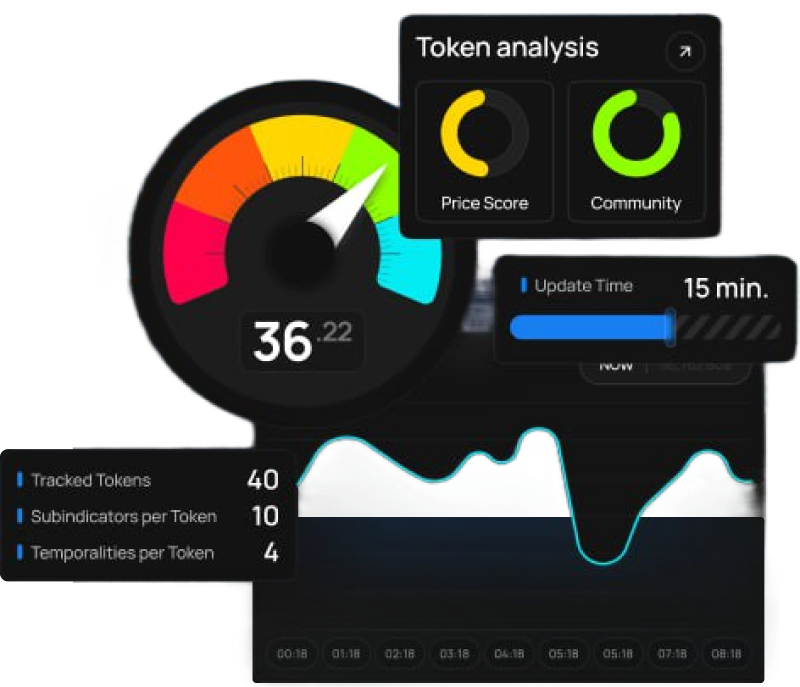 Token analysis
Price Score
Community
Update Time
15 min.
36.22
NOW
Tracked Tokens 40
Subindicators per Token 10
Temporalities per Token 4
00:18 01:18 02:18 03:18 04:18 05:18 05:18 07:18 08:18